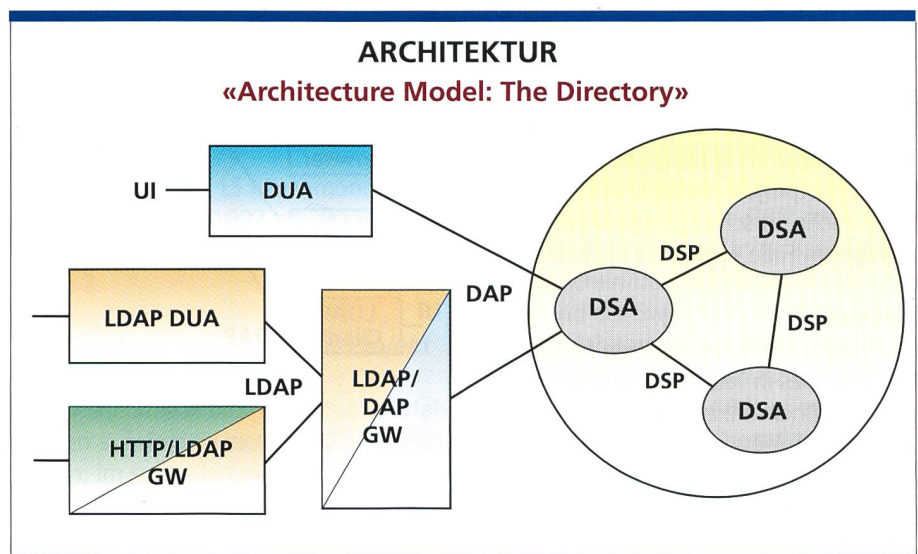 ARCHITEKTUR
«Architecture Model: The Directory»
UI
DUA
DSA
DSP
DAP
DSA
LDAP DUA
DSP
LDAP
LDAP/
DAP
GW
DSP
DSA
HTTP/LDAP
GW